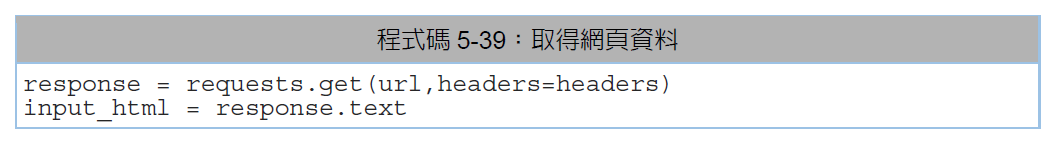 程式碼 5-39：取得網頁資料
response = requests.get(url,headers=headers)
input_html = response.text